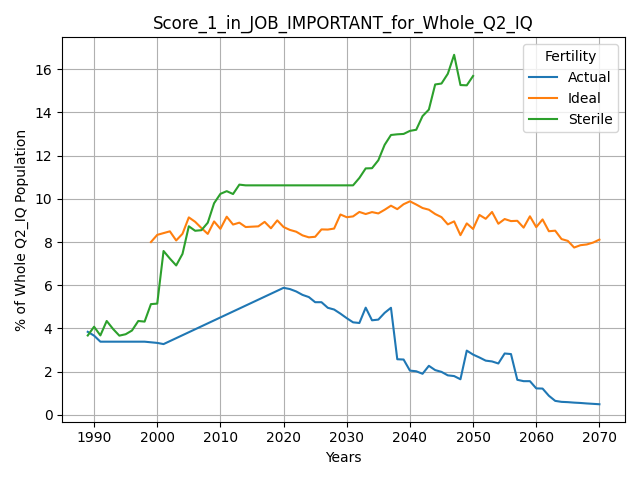 Score_1_in_JOB_IMPORTANT_for_Whole_Q2_IQ
Fertility
Actual
Ideal
Sterile
% of Whole Q2_IQ Population
16
14
12
10
8
6
4
2
0
1990 2000 2010 2020 2030 2040 2050 2060 2070
Years